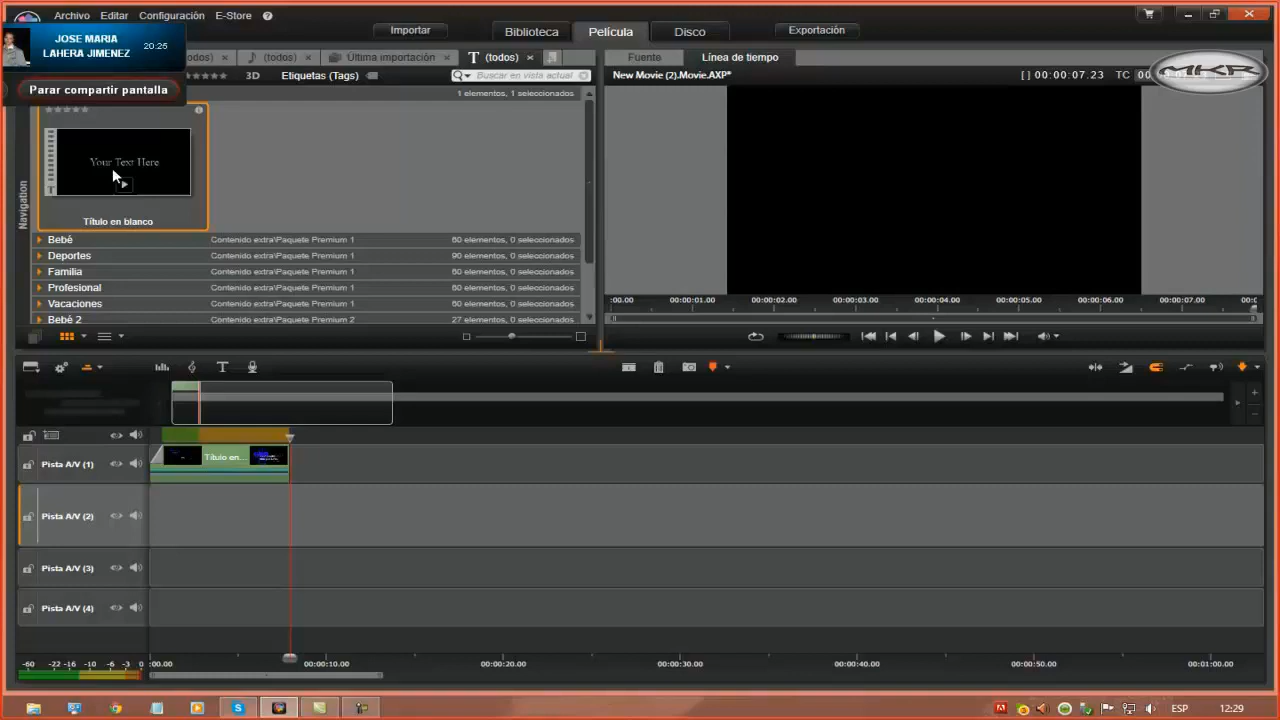 Archivo Editar Configuración E-Store ?
JOSE MARIA
LAHERA JIMENEZ 20:25
Parar compartir pantalla
Importar Biblioteca Película Disco Exportación
(todos) Última importación T (todos)
3D Etiquetas (Tags) Buscar en vista actual
1 elementos, 1 seleccionados
Your Text Here
T
Título en blanco
Navigation
Bebé Contenido extra\Paquete Premium 1 60 elementos, 0 seleccionados
Deportes Contenido extra\Paquete Premium 1 90 elementos, 0 seleccionados
Familia Contenido extra\Paquete Premium 1 60 elementos, 0 seleccionados
Profesional Contenido extra\Paquete Premium 1 60 elementos, 0 seleccionados
Vacaciones Contenido extra\Paquete Premium 1 60 elementos, 0 seleccionados
Bebé 2 Contenido extra\Paquete Premium 2 27 elementos, 0 seleccionados
Fuente Línea de tiempo
New Movie (2).Movie.AXP* [ ] 00:00:07.23 TC
MKR
:00.00 00:00:01.00 00:00:02.00 00:00:03.00 00:00:04.00 00:00:05.00 00:00:06.00 00:00:07.00
T
Pista A/V (1) Título en...
Pista A/V (2)
Pista A/V (3)
Pista A/V (4)
-60 -22 -16 -10 -6 -3 0 :00.00 00:00:10.00 00:00:20.00 00:00:30.00 00:00:40.00 00:00:50.00 00:01:00.00
ESP 12:29